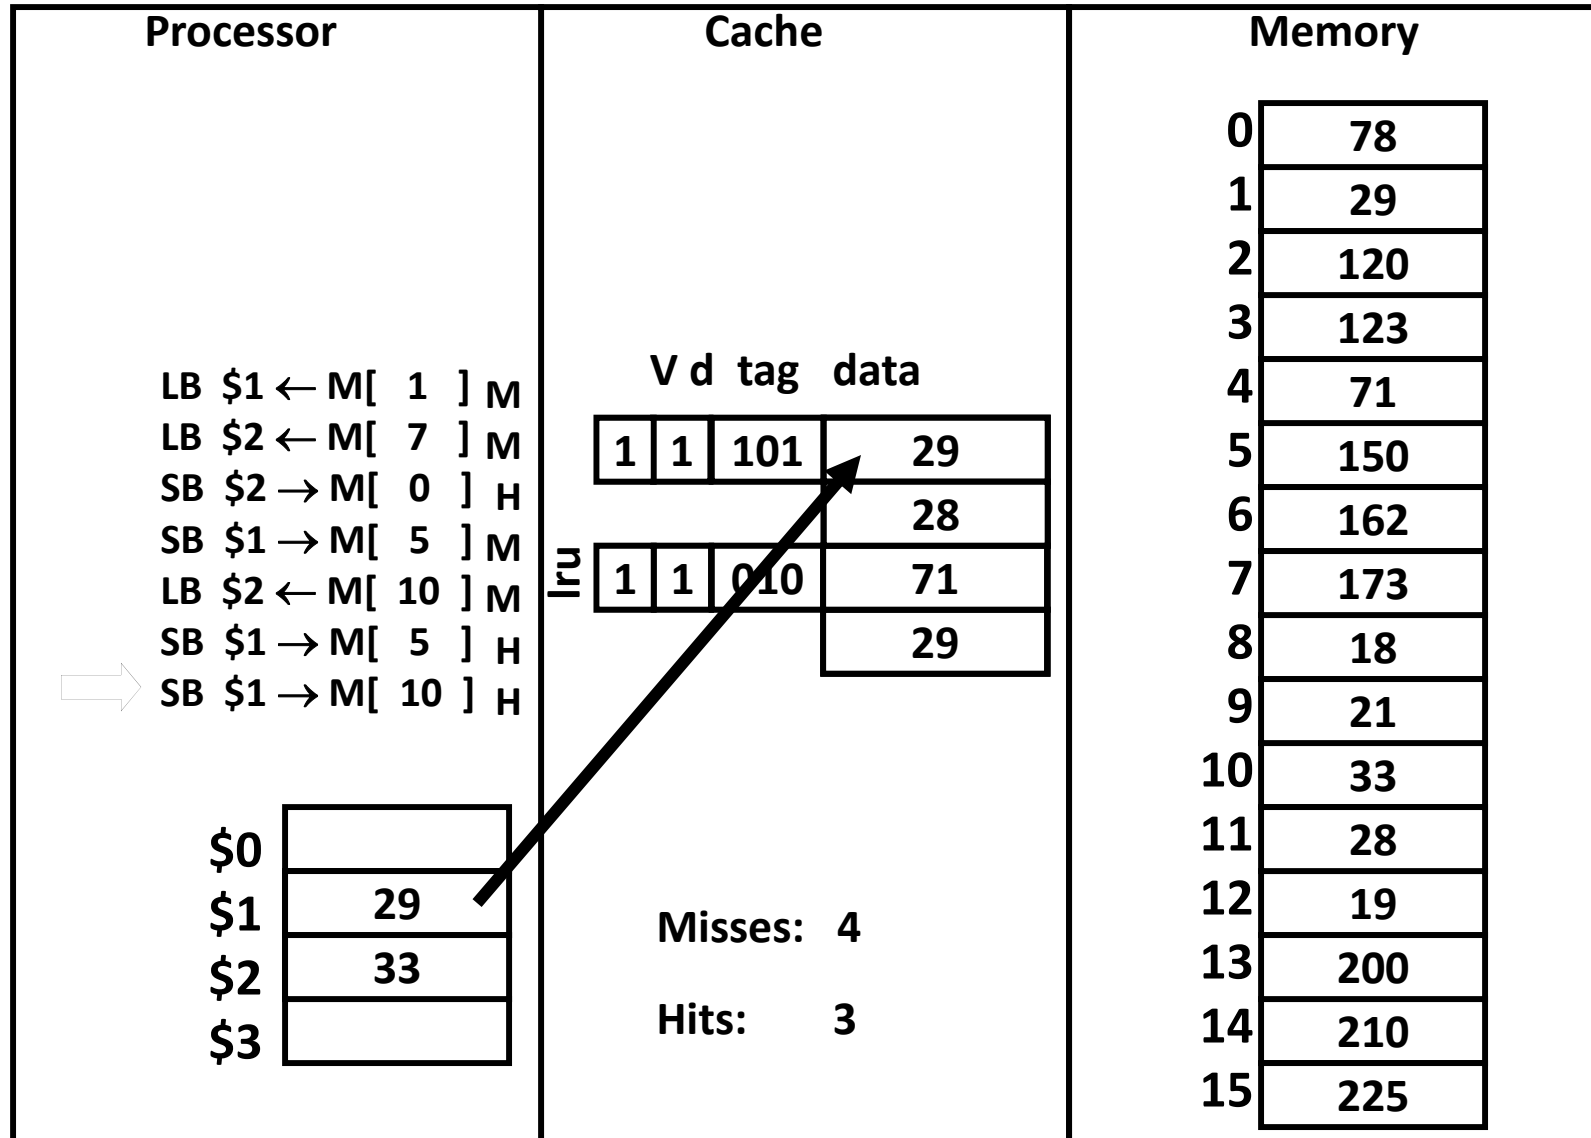 Processor
LB $1 ← M[ 1 ] M
LB $2 ← M[ 7 ] M
SB $2 → M[ 0 ] H
SB $1 → M[ 5 ] M
LB $2 ← M[ 10 ] M
SB $1 → M[ 5 ] H
SB $1 → M[ 10 ] H
$0
$1 29
$2 33
$3
Cache
V d tag data
1 1 101 29
28
lru 1 1 010 71
29
Misses: 4
Hits: 3
Memory
0 78
1 29
2 120
3 123
4 71
5 150
6 162
7 173
8 18
9 21
10 33
11 28
12 19
13 200
14 210
15 225